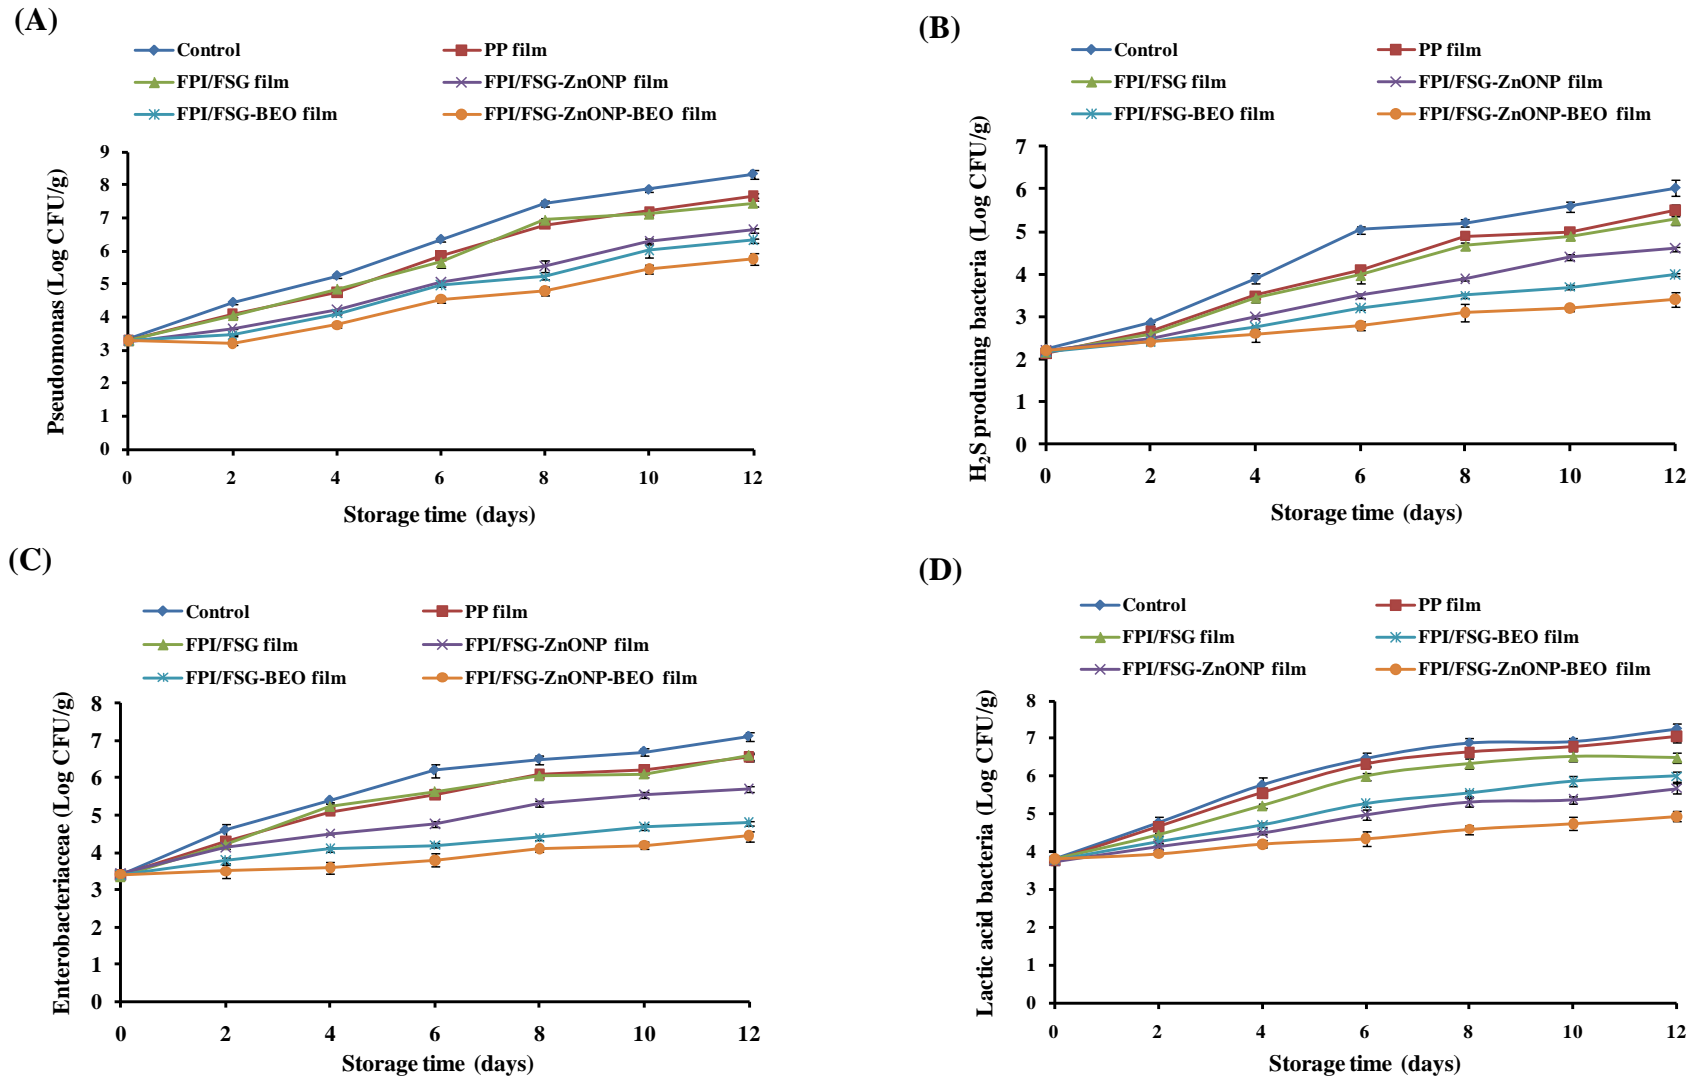 (A)
Control
PP film
FPI/FSG film
FPI/FSG-ZnONP film
FPI/FSG-BEO film
FPI/FSG-ZnONP-BEO film
Pseudomonas (Log CFU/g)
9
8
7
6
5
4
3
2
1
0
0 2 4 6 8 10 12
Storage time (days)
(B)
Control
PP film
FPI/FSG film
FPI/FSG-ZnONP film
FPI/FSG-BEO film
FPI/FSG-ZnONP-BEO film
H₂S producing bacteria (Log CFU/g)
7
6
5
4
3
2
1
0
0 2 4 6 8 10 12
Storage time (days)
(C)
Control
PP film
FPI/FSG film
FPI/FSG-ZnONP film
FPI/FSG-BEO film
FPI/FSG-ZnONP-BEO film
Enterobacteriaceae (Log CFU/g)
8
7
6
5
4
3
2
1
0
0 2 4 6 8 10 12
Storage time (days)
(D)
Control
PP film
FPI/FSG film
FPI/FSG-BEO film
FPI/FSG-ZnONP film
FPI/FSG-ZnONP-BEO film
Lactic acid bacteria (Log CFU/g)
8
7
6
5
4
3
2
1
0
0 2 4 6 8 10 12
Storage time (days)